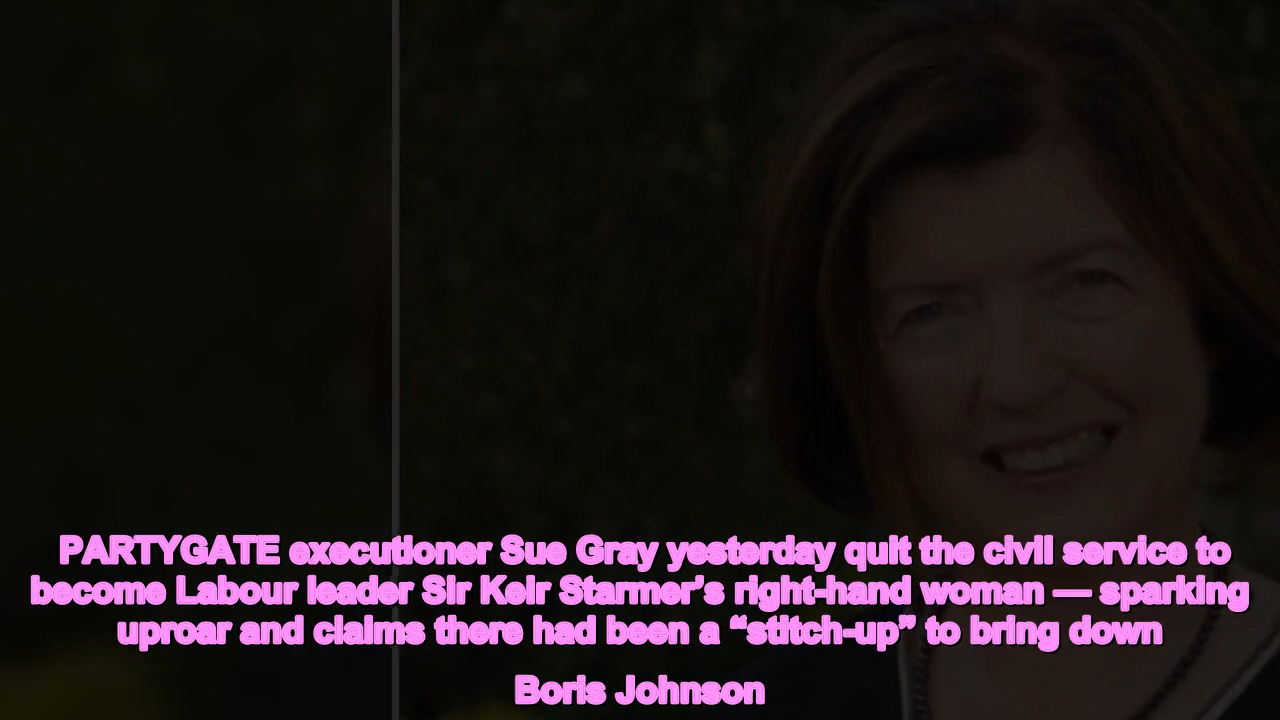 PARTYGATE executioner Sue Gray yesterday quit the civil service to
become Labour leader Sir Keir Starmer’s right-hand woman — sparking
uproar and claims there had been a “stitch-up” to bring down
Boris Johnson